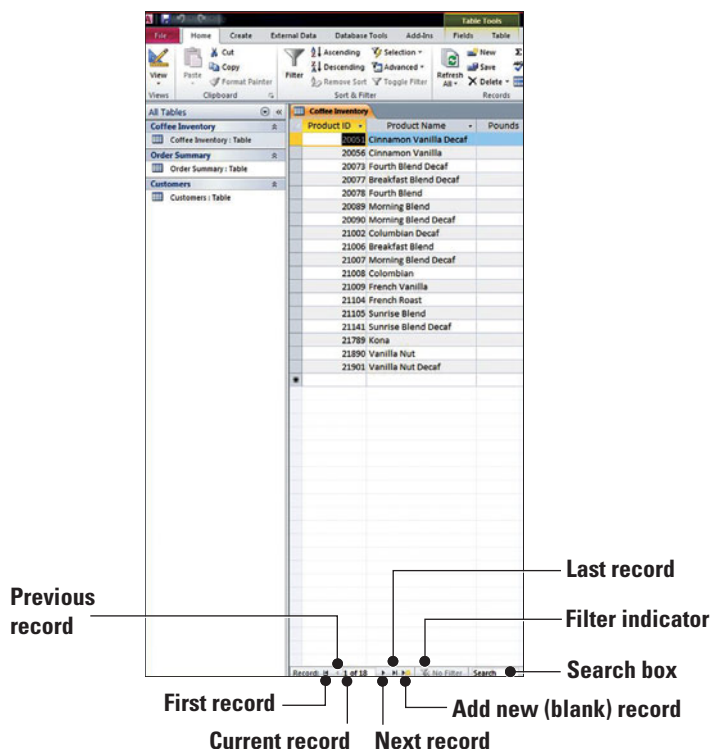 Table Tools
File Home Create External Data Database Tools Add-Ins Fields Table
View Paste Cut Copy Format Painter Filter Ascending Descending Remove Sort Selection Advanced Toggle Filter Refresh All New Save Delete Σ
Views Clipboard Sort & Filter Records
All Tables
Coffee Inventory
Coffee Inventory : Table
Order Summary
Order Summary : Table
Customers
Customers : Table
Coffee Inventory
Product ID Product Name Pounds
20051 Cinnamon Vanilla Decaf
20056 Cinnamon Vanilla
20073 Fourth Blend Decaf
20077 Breakfast Blend Decaf
20078 Fourth Blend
20089 Morning Blend
20090 Morning Blend Decaf
21002 Columbian Decaf
21006 Breakfast Blend
21007 Morning Blend Decaf
21008 Colombian
21009 French Vanilla
21104 French Roast
21105 Sunrise Blend
21141 Sunrise Blend Decaf
21789 Kona
21890 Vanilla Nut
21901 Vanilla Nut Decaf
Record: 1 of 18 No Filter Search
Previous
record
Last record
Filter indicator
Search box
First record
Add new (blank) record
Current record
Next record